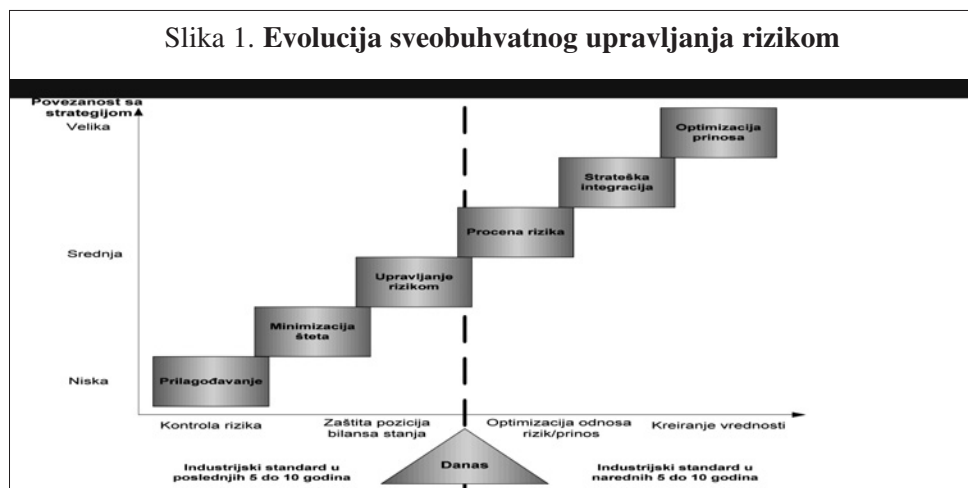 Slika 1. Evolucija sveobuhvatnog upravljanja rizikom
Povezanost sa
strategijom
Velika
Optimizacija
prinosa
Strateška
integracija
Procena rizika
Srednja
Upravljanje
rizikom
Minimizacija
šteta
Niska
Prilagođavanje
Kontrola rizika
Zaštita pozicija
bilansa stanja
Optimizacija odnosa
rizik/prinos
Kreiranje vrednosti
Industrijski standard u
poslednjih 5 do 10 godina
Danas
Industrijski standard u
narednih 5 do 10 godina